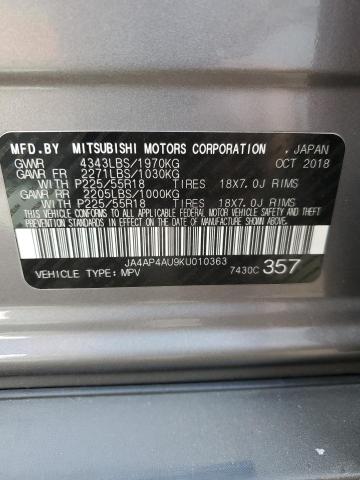 MFD.BY MITSUBISHI MOTORS CORPORATION , JAPAN
GVWR 4343LBS/1970KG OCT 2018
GAWR FR 2271LBS/1030KG
WITH P225/55R18 TIRES 18X7.0J RIMS
GAWR RR 2205LBS/1000KG
WITH P225/55R18 TIRES 18X7.0J RIMS
THIS VEHICLE CONFORMS TO ALL APPLICABLE FEDERAL MOTOR VEHICLE SAFETY, BUMPER AND THEFT PREVENTION STANDARDS IN EFFECT ON THE DATE OF MANUFACTURE SHOWN ABOVE.
JA4AP4AU9KU010363
VEHICLE TYPE: MPV 7430C 357